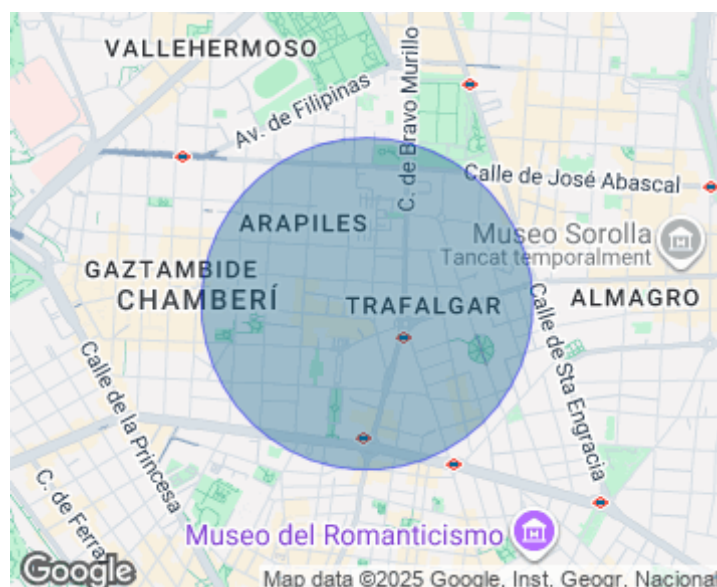 VALLEHERMOSO
Av. de Filipinas
C. de Bravo Murillo
Calle de José Abascal
ARAPILES
Museo Sorolla
Tancat temporalment
GAZTAMBIDE
CHAMBERÍ
TRAFALGAR
ALMAGRO
Calle de Sta Engracia
Calle de la Princesa
C. de Ferra
Museo del Romanticismo
Google
Map data ©2025 Google, Inst. Geogr. Nacional